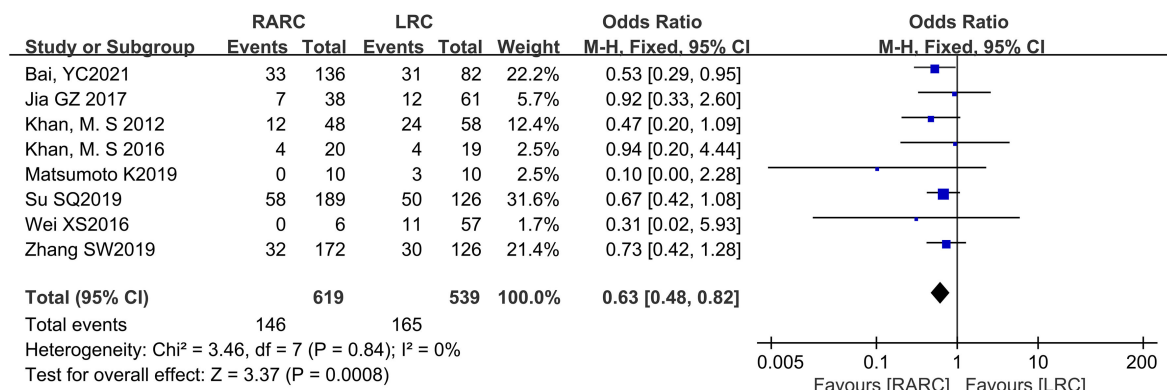 RARC LRC Odds Ratio Odds Ratio
Study or Subgroup Events Total Events Total Weight M-H, Fixed, 95% CI M-H, Fixed, 95% CI
Bai, YC2021 33 136 31 82 22.2% 0.53 [0.29, 0.95]
Jia GZ 2017 7 38 12 61 5.7% 0.92 [0.33, 2.60]
Khan, M. S 2012 12 48 24 58 12.4% 0.47 [0.20, 1.09]
Khan, M. S 2016 4 20 4 19 2.5% 0.94 [0.20, 4.44]
Matsumoto K2019 0 10 3 10 2.5% 0.10 [0.00, 2.28]
Su SQ2019 58 189 50 126 31.6% 0.67 [0.42, 1.08]
Wei XS2016 0 6 11 57 1.7% 0.31 [0.02, 5.93]
Zhang SW2019 32 172 30 126 21.4% 0.73 [0.42, 1.28]
Total (95% CI) 619 539 100.0% 0.63 [0.48, 0.82]
Total events 146 165
Heterogeneity: Chi² = 3.46, df = 7 (P = 0.84); I² = 0%
Test for overall effect: Z = 3.37 (P = 0.0008)
0.005 0.1 1 10 200
Favours [RARC] Favours [LRC]